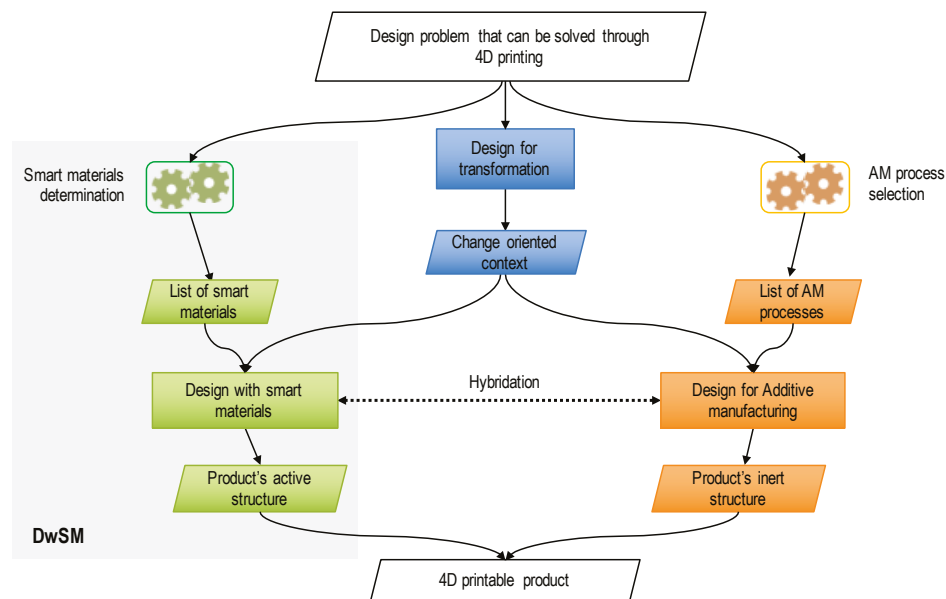 Design problem that can be solved through
4D printing
Smart materials
determination
Design for
transformation
AM process
selection
Change oriented
context
List of smart
materials
List of AM
processes
Design with smart
materials
Hybridation
Design for Additive
manufacturing
Product's active
structure
Product's inert
structure
DwSM
4D printable product